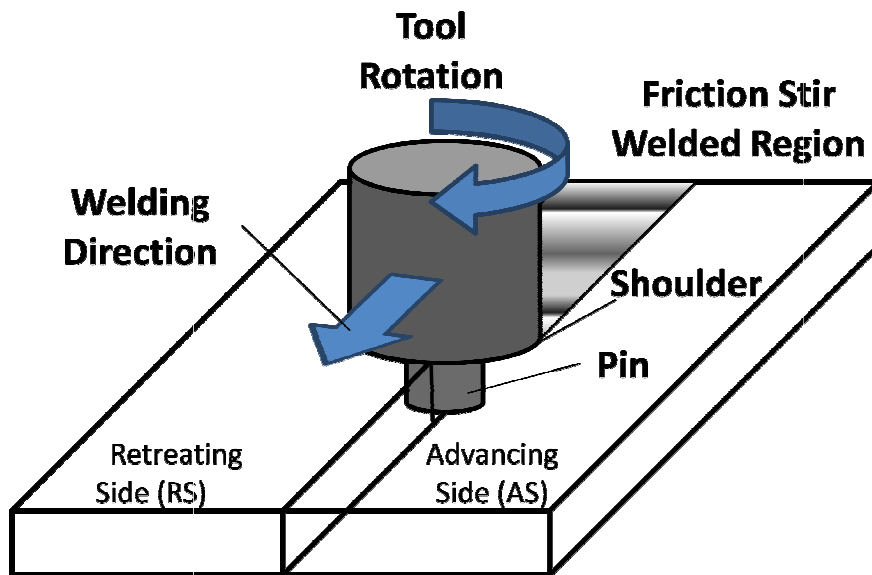 Tool
Rotation
Friction Stir
Welded Region
Welding
Direction
Shoulder
Pin
Retreating
Side (RS)
Advancing
Side (AS)